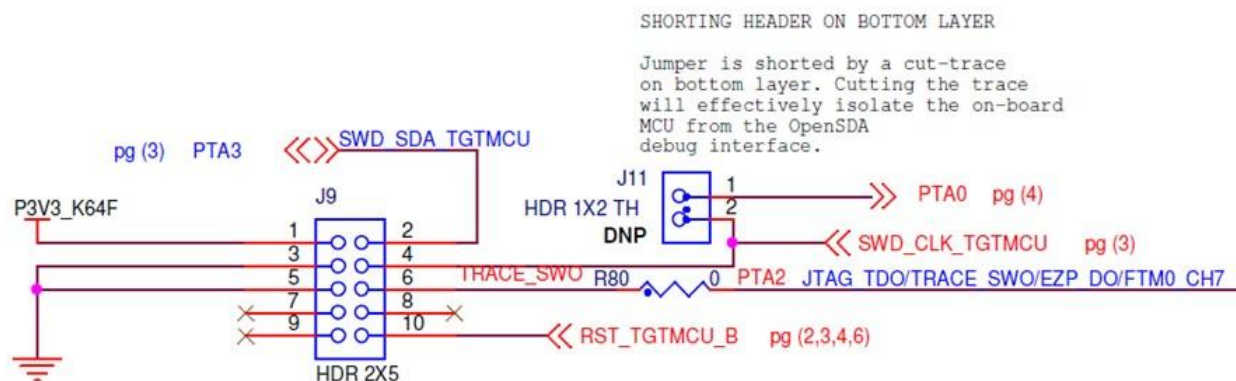 SHORTING HEADER ON BOTTOM LAYER
Jumper is shorted by a cut-trace
on bottom layer. Cutting the trace
will effectively isolate the on-board
MCU from the OpenSDA
debug interface.
pg (3) PTA3 SWD_SDA_TGTMCU
J11
J9
1 PTA0 pg (4)
P3V3_K64F
HDR 1X2 TH
2
DNP
1 2
SWD_CLK_TGTMCU pg (3)
3 4
TRACE_SWO R80 0 PTA2 JTAG_TDO/TRACE_SWO/EZP_DO/FTM0_CH7
5 6
7 8
9 10
RST_TGTMCU_B pg (2,3,4,6)
HDR 2X5